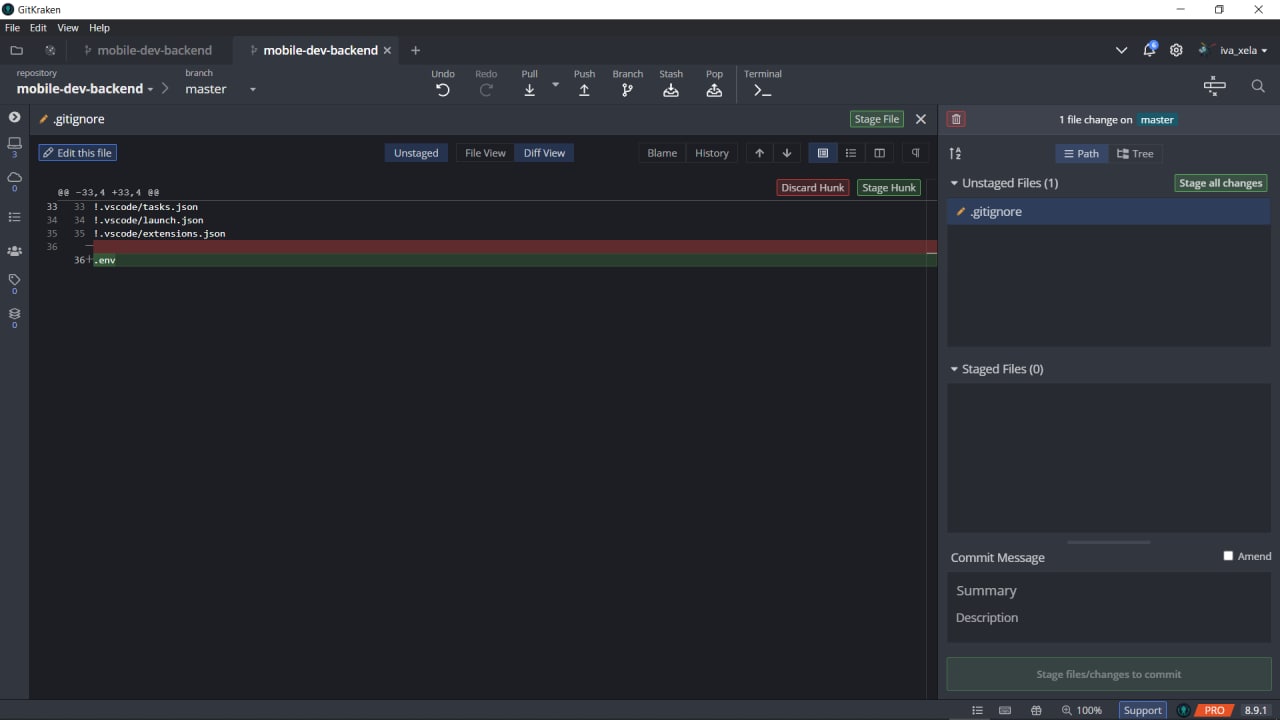 GitKraken
File Edit View Help
mobile-dev-backend
mobile-dev-backend
6
iva_xela
repository
mobile-dev-backend
branch
master
Undo
Redo
Pull
Push
Branch
Stash
Pop
Terminal
.gitignore
Stage File
1 file change on master
3
0
0
0
Edit this file
Unstaged
File View
Diff View
Blame
History
Path
Tree
@@ -33,4 +33,4 @@
Discard Hunk
Stage Hunk
33 33 !.vscode/tasks.json
34 34 !.vscode/launch.json
35 35 !.vscode/extensions.json
36 —
36+.env
Unstaged Files (1)
Stage all changes
.gitignore
Staged Files (0)
Commit Message
Amend
Summary
Description
Stage files/changes to commit
100%
Support
PRO
8.9.1